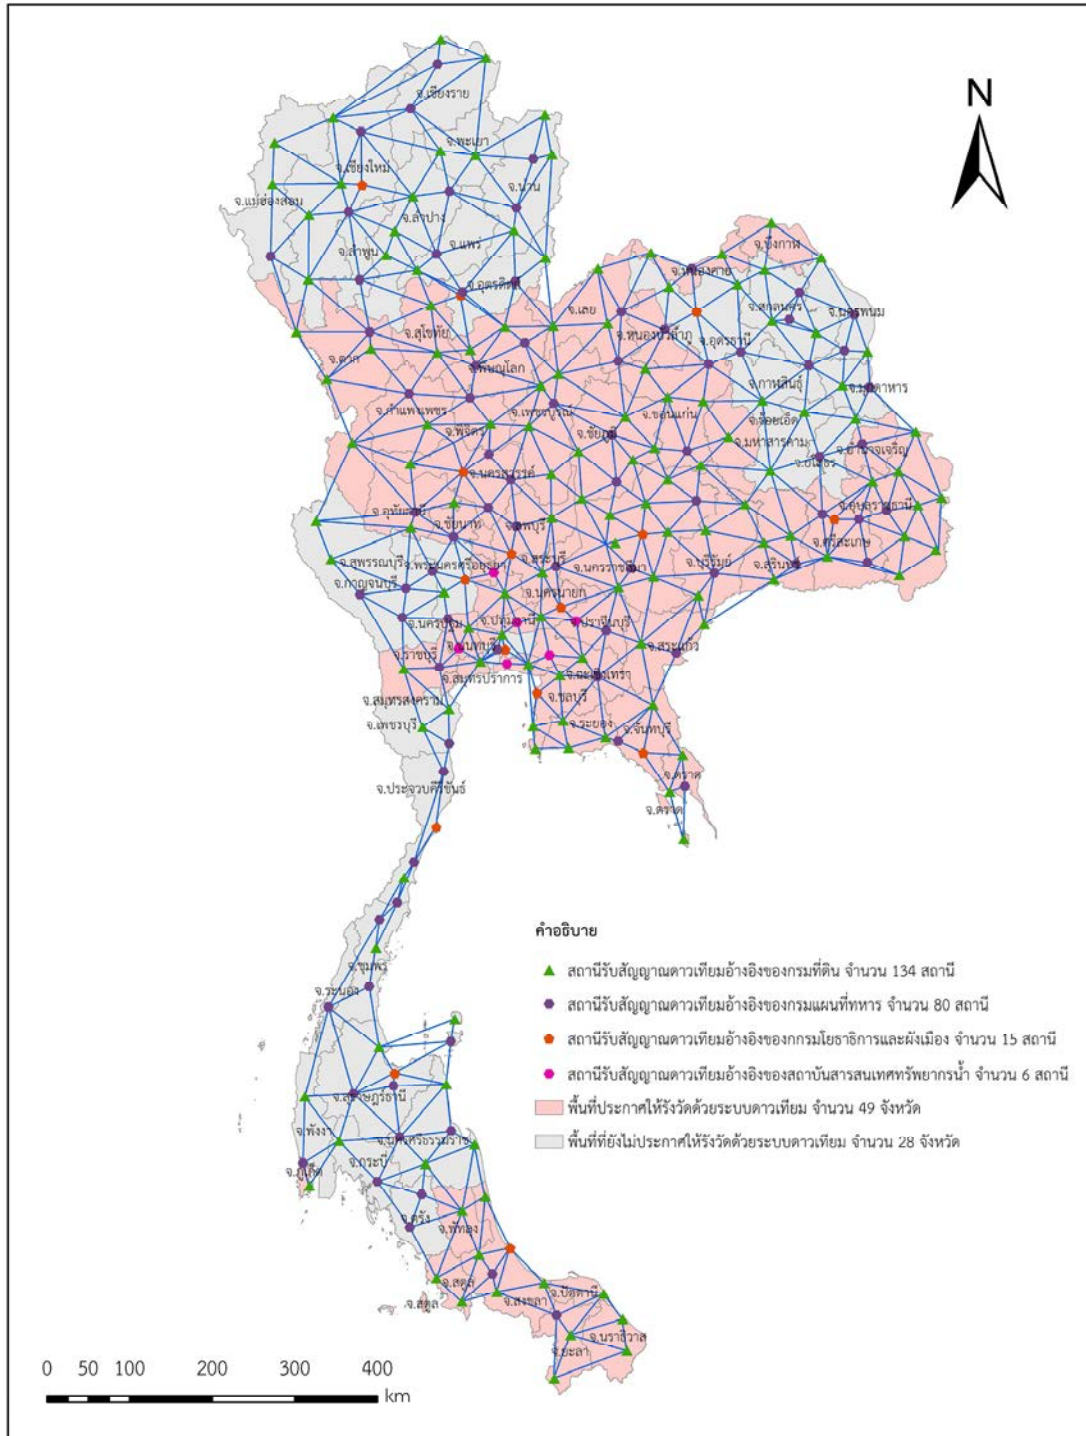 N
จ.เชียงราย
จ.พะเยา
จ.เชียงใหม่
จ.น่าน
จ.แม่ฮ่องสอน
จ.ลำปาง
จ.บึงกาฬ
จ.ลำพูน
จ.แพร่
จ.หนองคาย
จ.อุตรดิตถ์
จ.เลย
จ.สกลนคร
จ.นครพนม
จ.สุโขทัย
จ.หนองบัวลำภู
จ.อุดรธานี
จ.ตาก
จ.พิษณุโลก
จ.กาฬสินธุ์
จ.มุกดาหาร
จ.กำแพงเพชร
จ.เพชรบูรณ์
จ.ขอนแก่น
จ.ร้อยเอ็ด
จ.พิจิตร
จ.ชัยภูมิ
จ.มหาสารคาม
จ.อำนาจเจริญ
จ.ยโสธร
จ.นครสวรรค์
จ.อุทัยธานี
จ.ชัยนาท
จ.ลพบุรี
จ.อุบลราชธานี
จ.ศรีสะเกษ
จ.สุพรรณบุรี
จ.พระนครศรีอยุธยา
จ.สระบุรี
จ.นครราชสีมา
จ.บุรีรัมย์
จ.สุรินทร์
จ.กาญจนบุรี
จ.นครนายก
จ.นครปฐม
จ.ปทุมธานี
จ.ปราจีนบุรี
จ.นนทบุรี
จ.สระแก้ว
จ.ราชบุรี
จ.สมุทรปราการ
จ.ฉะเชิงเทรา
จ.ชลบุรี
จ.สมุทรสงคราม
จ.เพชรบุรี
จ.ระยอง
จ.จันทบุรี
จ.ตราด
จ.ประจวบคีรีขันธ์
จ.ตราด
คำอธิบาย
สถานีรับสัญญาณดาวเทียมอ้างอิงของกรมที่ดิน จำนวน 134 สถานี
สถานีรับสัญญาณดาวเทียมอ้างอิงของกรมแผนที่ทหาร จำนวน 80 สถานี
สถานีรับสัญญาณดาวเทียมอ้างอิงของกกรมโยธาธิการและผังเมือง จำนวน 15 สถานี
สถานีรับสัญญาณดาวเทียมอ้างอิงของสถาบันสารสนเทศทรัพยากรน้ำ จำนวน 6 สถานี
พื้นที่ประกาศให้รังวัดด้วยระบบดาวเทียม จำนวน 49 จังหวัด
พื้นที่ที่ยังไม่ประกาศให้รังวัดด้วยระบบดาวเทียม จำนวน 28 จังหวัด
จ.ชุมพร
จ.ระนอง
จ.สุราษฎร์ธานี
จ.พังงา
จ.นครศรีธรรมราช
จ.กระบี่
จ.ภูเก็ต
จ.ตรัง
จ.พัทลุง
จ.สตูล
จ.ปัตตานี
จ.สตูล
จ.สงขลา
จ.นราธิวาส
จ.ยะลา
0 50 100 200 300 400
km